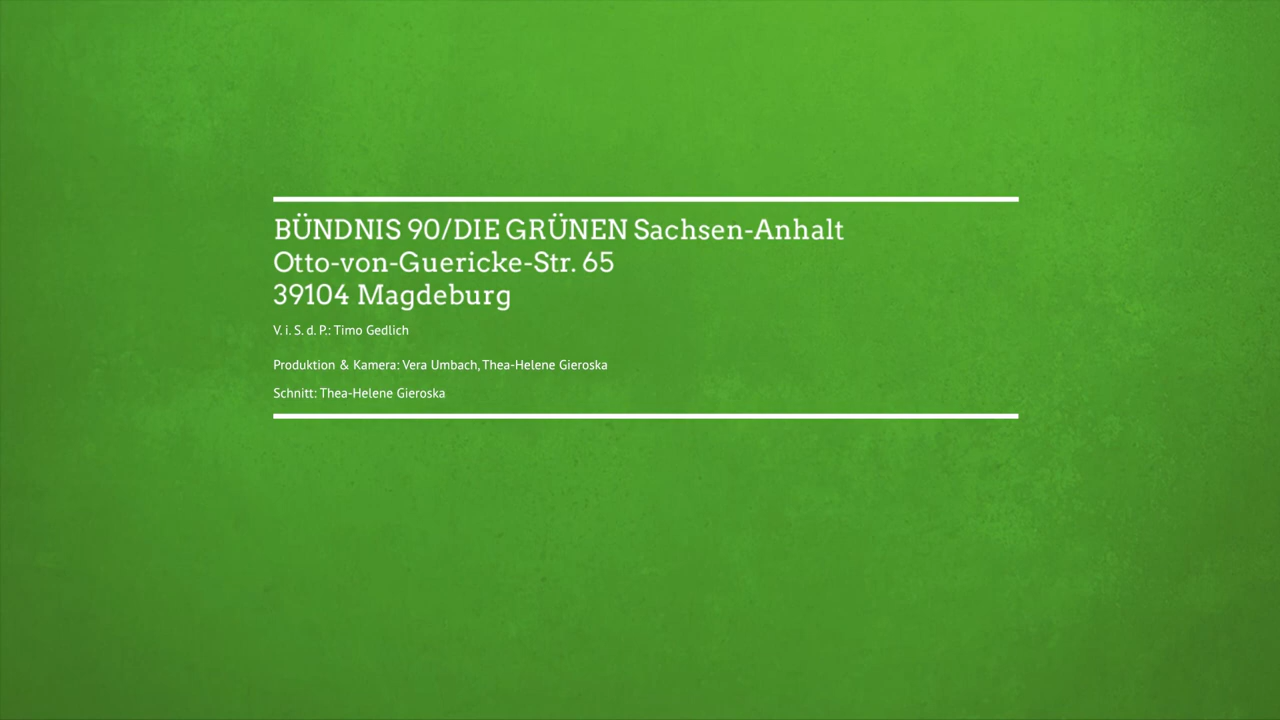 BÜNDNIS 90/DIE GRÜNEN Sachsen-Anhalt
Otto-von-Guericke-Str. 65
39104 Magdeburg
V. i. S. d. P.: Timo Gedlich
Produktion & Kamera: Vera Umbach, Thea-Helene Gieroska
Schnitt: Thea-Helene Gieroska